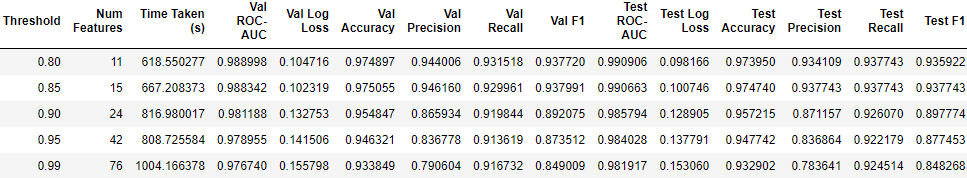 Threshold Num Features Time Taken (s) Val ROC-AUC Val Log Loss Val Accuracy Val Precision Val Recall Val F1 Test ROC-AUC Test Log Loss Test Accuracy Test Precision Test Recall Test F1
0.80 11 618.550277 0.988998 0.104716 0.974897 0.944006 0.931518 0.937720 0.990906 0.098166 0.973950 0.934109 0.937743 0.935922
0.85 15 667.208373 0.988342 0.102319 0.975055 0.946160 0.929961 0.937991 0.990663 0.100746 0.974740 0.937743 0.937743 0.937743
0.90 24 816.980017 0.981188 0.132753 0.954847 0.865934 0.919844 0.892075 0.985794 0.128905 0.957215 0.871157 0.926070 0.897774
0.95 42 808.725584 0.978955 0.141506 0.946321 0.836778 0.913619 0.873512 0.984028 0.137791 0.947742 0.836864 0.922179 0.877453
0.99 76 1004.166378 0.976740 0.155798 0.933849 0.790604 0.916732 0.849009 0.981917 0.153060 0.932902 0.783641 0.924514 0.848268